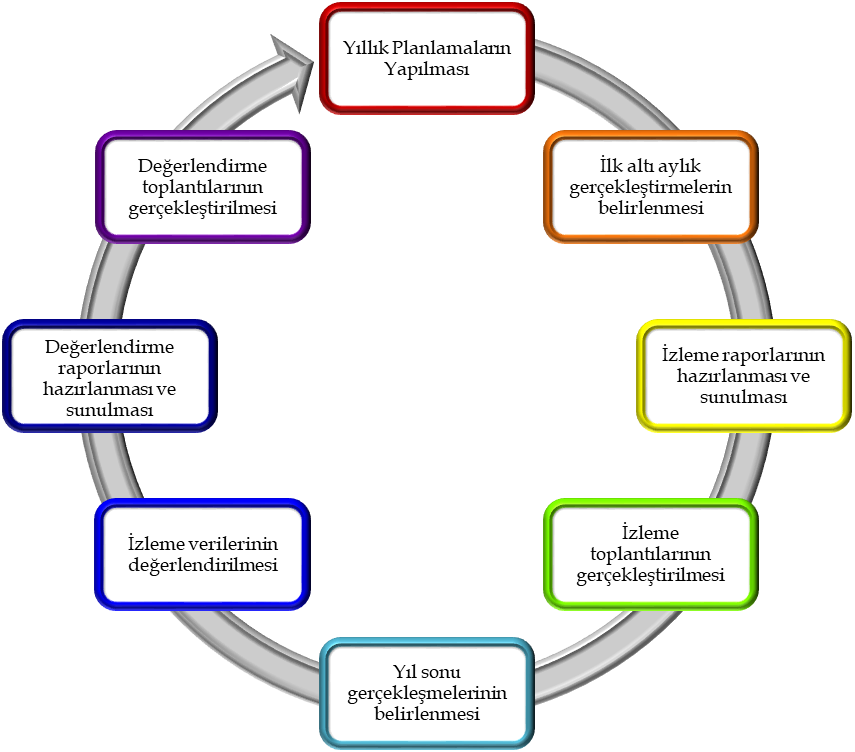 Yıllık Planlamaların
Yapılması
İlk altı aylık
gerçekleştirmelerin
belirlenmesi
İzleme raporlarının
hazırlanması ve
sunulması
İzleme
toplantılarının
gerçekleştirilmesi
Yıl sonu
gerçekleşmelerinin
belirlenmesi
İzleme verilerinin
değerlendirilmesi
Değerlendirme
raporlarının
hazırlanması ve
sunulması
Değerlendirme
toplantılarının
gerçekleştirilmesi